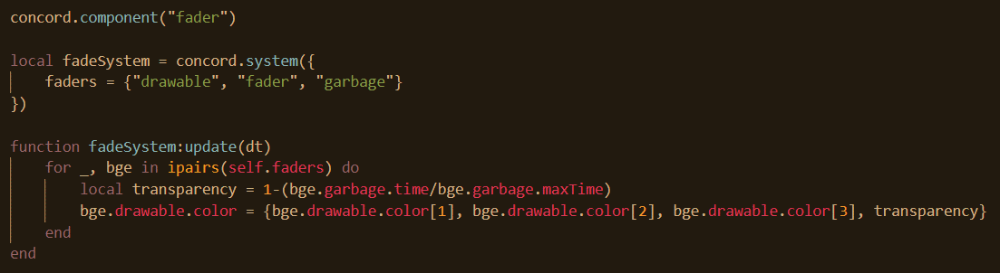 concord.component("fader")
local fadeSystem = concord.system({
faders = {"drawable", "fader", "garbage"}
})
function fadeSystem:update(dt)
for _, bge in ipairs(self.faders) do
local transparency = 1-(bge.garbage.time/bge.garbage.maxTime)
bge.drawable.color = {bge.drawable.color[1], bge.drawable.color[2], bge.drawable.color[3], transparency}
end
end